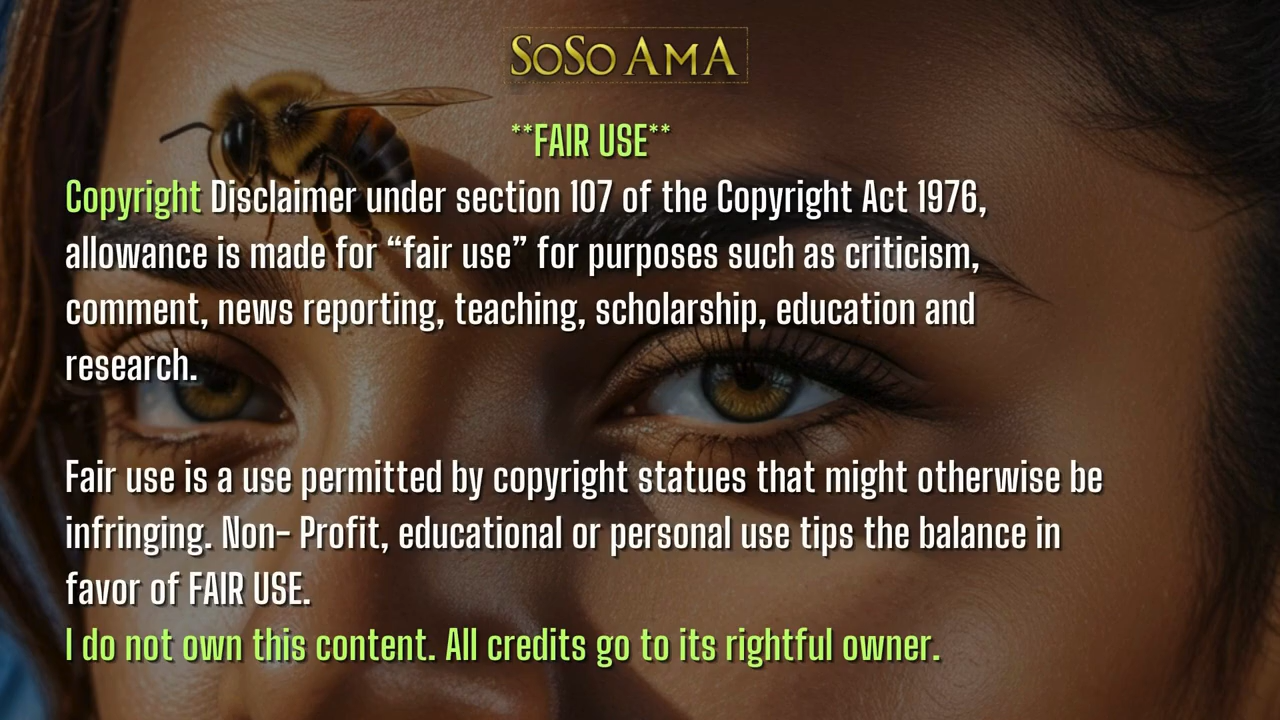 SoSo AmA
**FAIR USE**
Copyright Disclaimer under section 107 of the Copyright Act 1976,
allowance is made for “fair use” for purposes such as criticism,
comment, news reporting, teaching, scholarship, education and
research.
Fair use is a use permitted by copyright statues that might otherwise be
infringing. Non- Profit, educational or personal use tips the balance in
favor of FAIR USE.
I do not own this content. All credits go to its rightful owner.